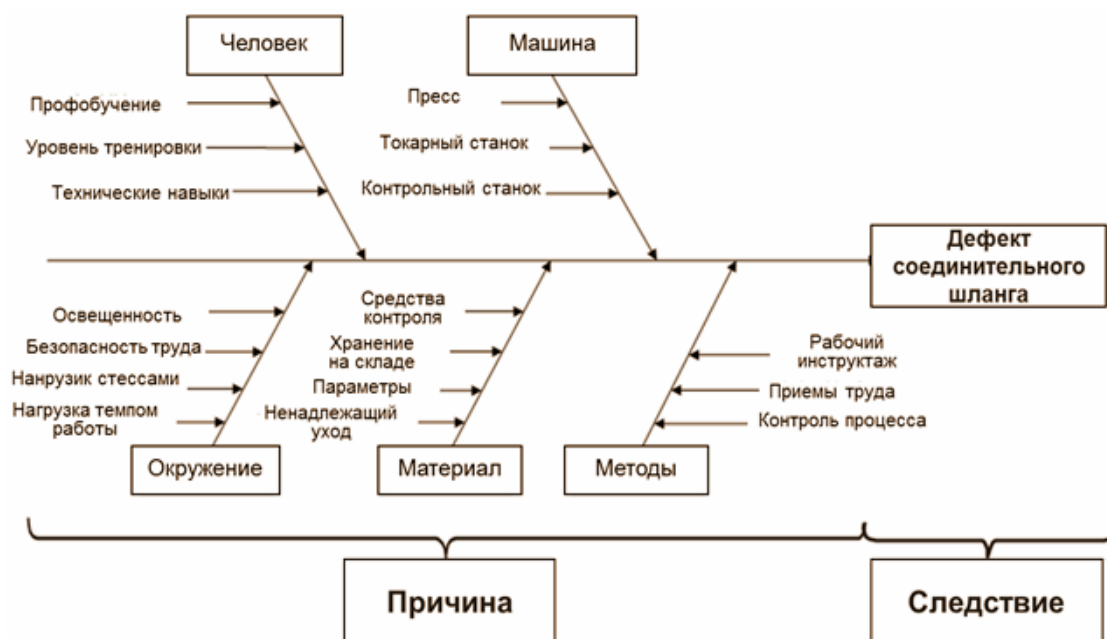 Человек
Машина
Профобучение
Уровень тренировки
Технические навыки
Пресс
Токарный станок
Контрольный станок
Дефект
соединительного
шланга
Освещенность
Безопасность труда
Нанрузик стессами
Нагрузка темпом
работы
Средства
контроля
Хранение
на складе
Параметры
Ненадлежащий
уход
Рабочий
инструктаж
Приемы труда
Контроль процесса
Окружение
Материал
Методы
Причина
Следствие